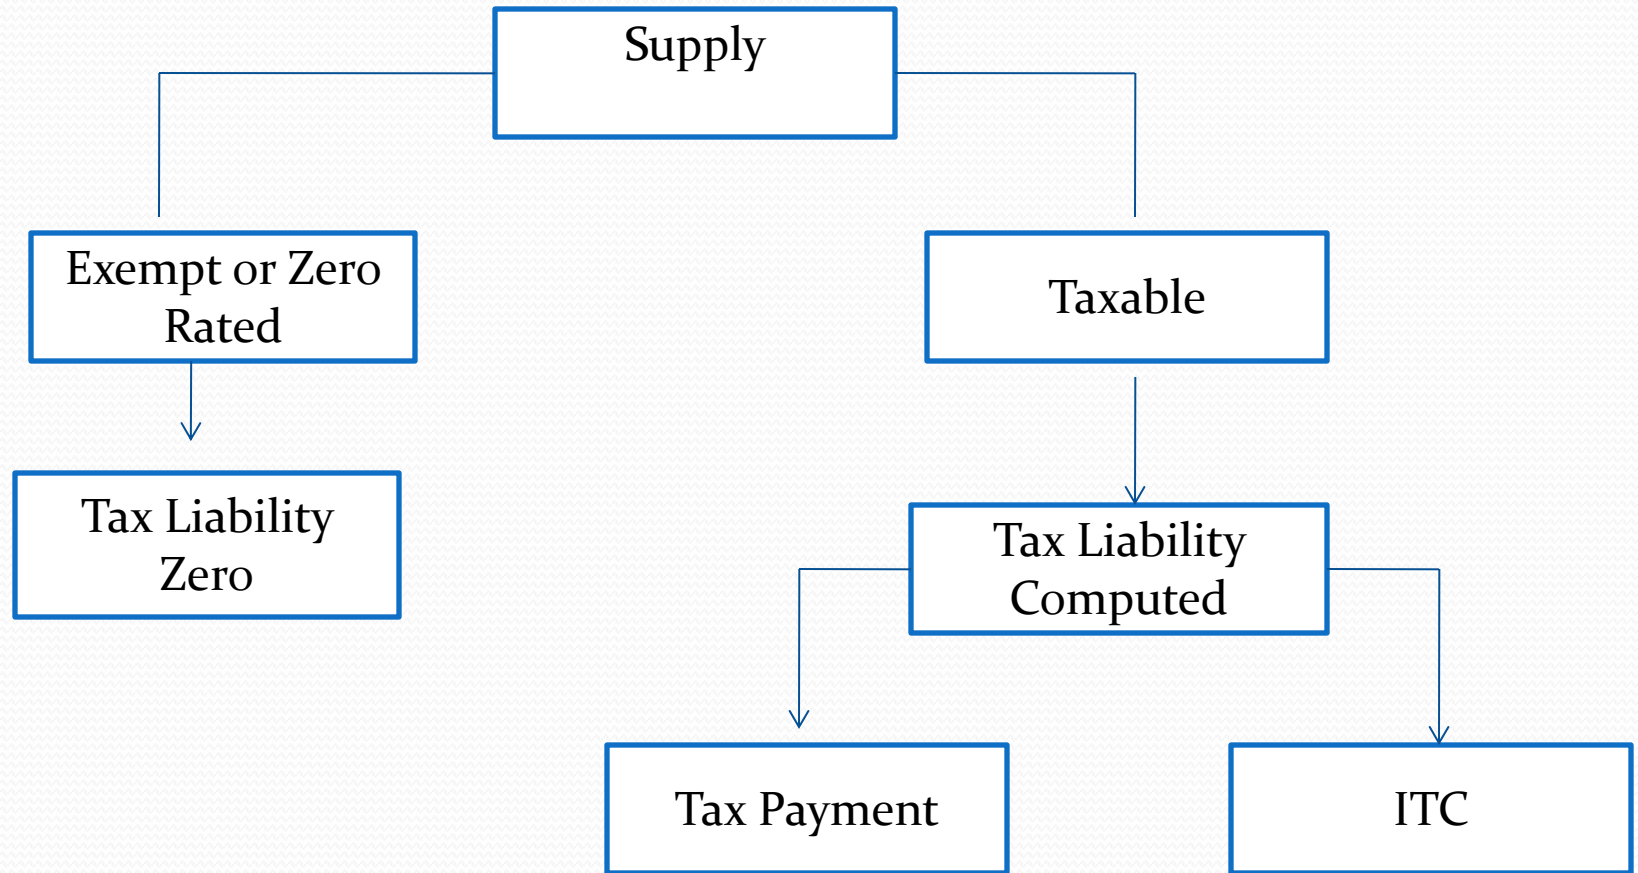 Supply
Exempt or Zero
Rated
Taxable
Tax Liability
Zero
Tax Liability
Computed
Tax Payment
ITC